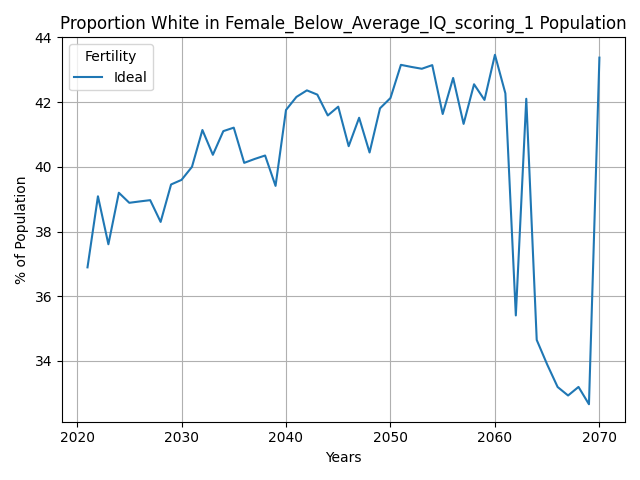 Proportion White in Female_Below_Average_IQ_scoring_1 Population
44
42
40
38
36
34
% of Population
Fertility
Ideal
2020
2030
2040
2050
2060
2070
Years